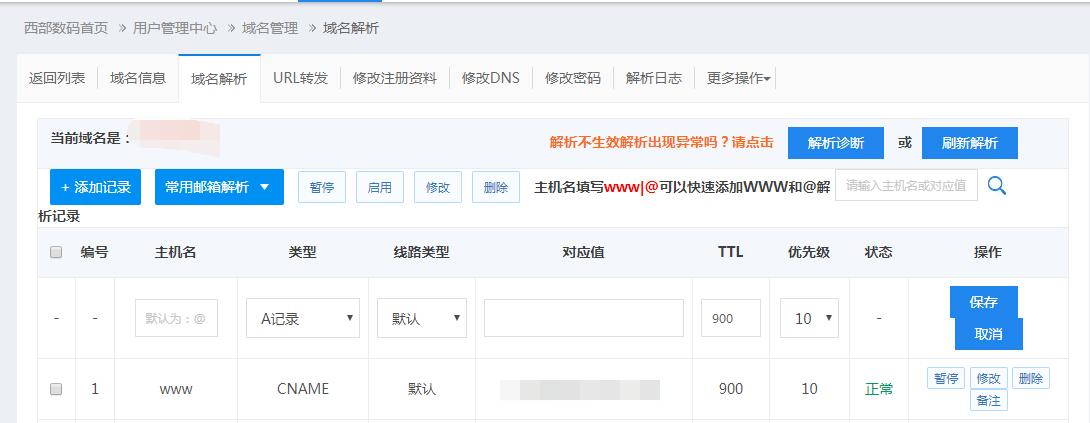 西部数码首页 » 用户管理中心 » 域名管理 » 域名解析
返回列表 域名信息 域名解析 URL转发 修改注册资料 修改DNS 修改密码 解析日志 更多操作
当前域名是： 解析不生效解析出现异常吗？请点击 解析诊断 或 刷新解析
+ 添加记录 常用邮箱解析 暂停 启用 修改 删除 主机名填写www|@可以快速添加WWW和@解 请输入主机名或对应值
析记录
编号 主机名 类型 线路类型 对应值 TTL 优先级 状态 操作
- - 默认为：@ A记录 默认 900 10 - 保存
取消
1 www CNAME 默认 900 10 正常 暂停 修改 删除
备注